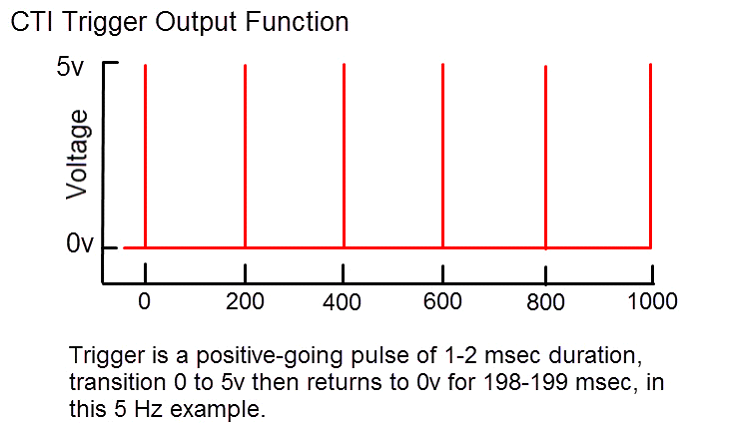 CTI Trigger Output Function
5v
Voltage
0v
0 200 400 600 800 1000
Trigger is a positive-going pulse of 1-2 msec duration,
transition 0 to 5v then returns to 0v for 198-199 msec, in
this 5 Hz example.